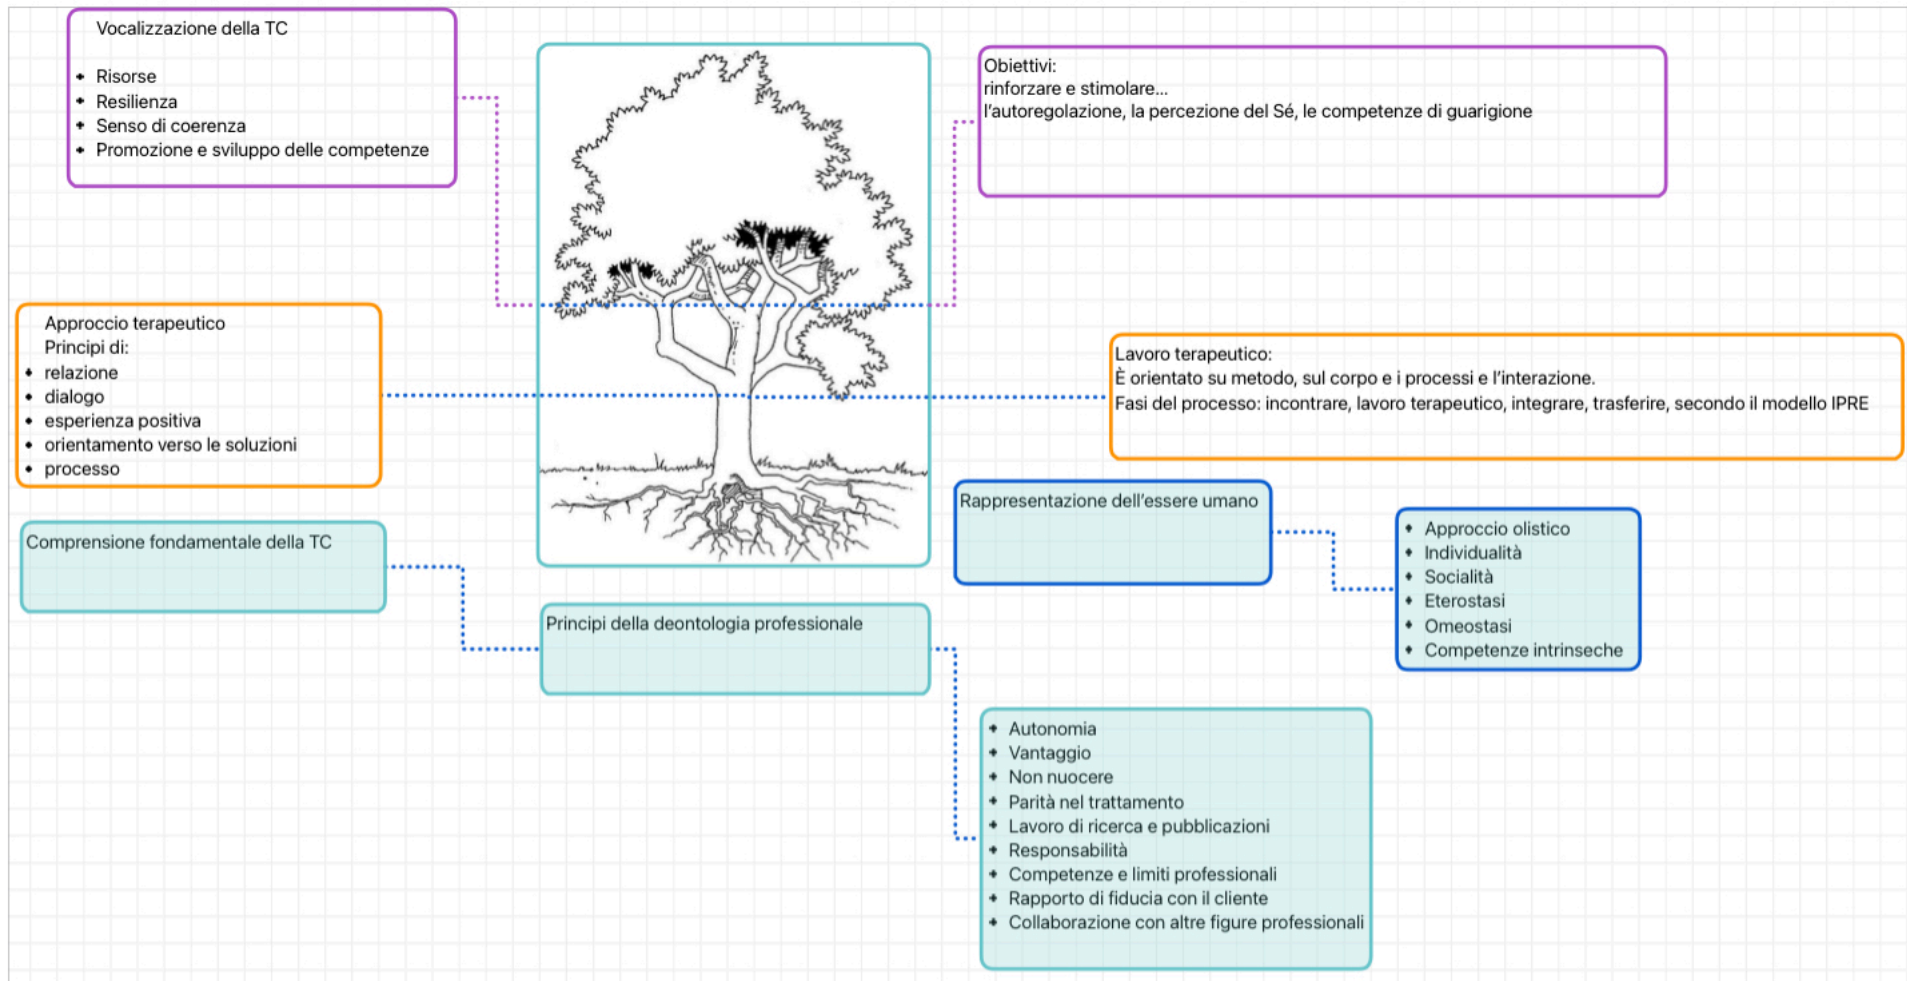 Vocalizzazione della TC
Risorse
Resilienza
Senso di coerenza
Promozione e sviluppo delle competenze
Obiettivi:
rinforzare e stimolare...
l'autoregolazione, la percezione del Sé, le competenze di guarigione
Approccio terapeutico
Principi di:
relazione
dialogo
esperienza positiva
orientamento verso le soluzioni
processo
Lavoro terapeutico:
È orientato su metodo, sul corpo e i processi e l'interazione.
Fasi del processo: incontrare, lavoro terapeutico, integrare, trasferire, secondo il modello IPRE
Comprensione fondamentale della TC
Rappresentazione dell'essere umano
Approccio olistico
Individualità
Socialità
Eterostasi
Omeostasi
Competenze intrinseche
Principi della deontologia professionale
Autonomia
Vantaggio
Non nuocere
Parità nel trattamento
Lavoro di ricerca e pubblicazioni
Responsabilità
Competenze e limiti professionali
Rapporto di fiducia con il cliente
Collaborazione con altre figure professionali